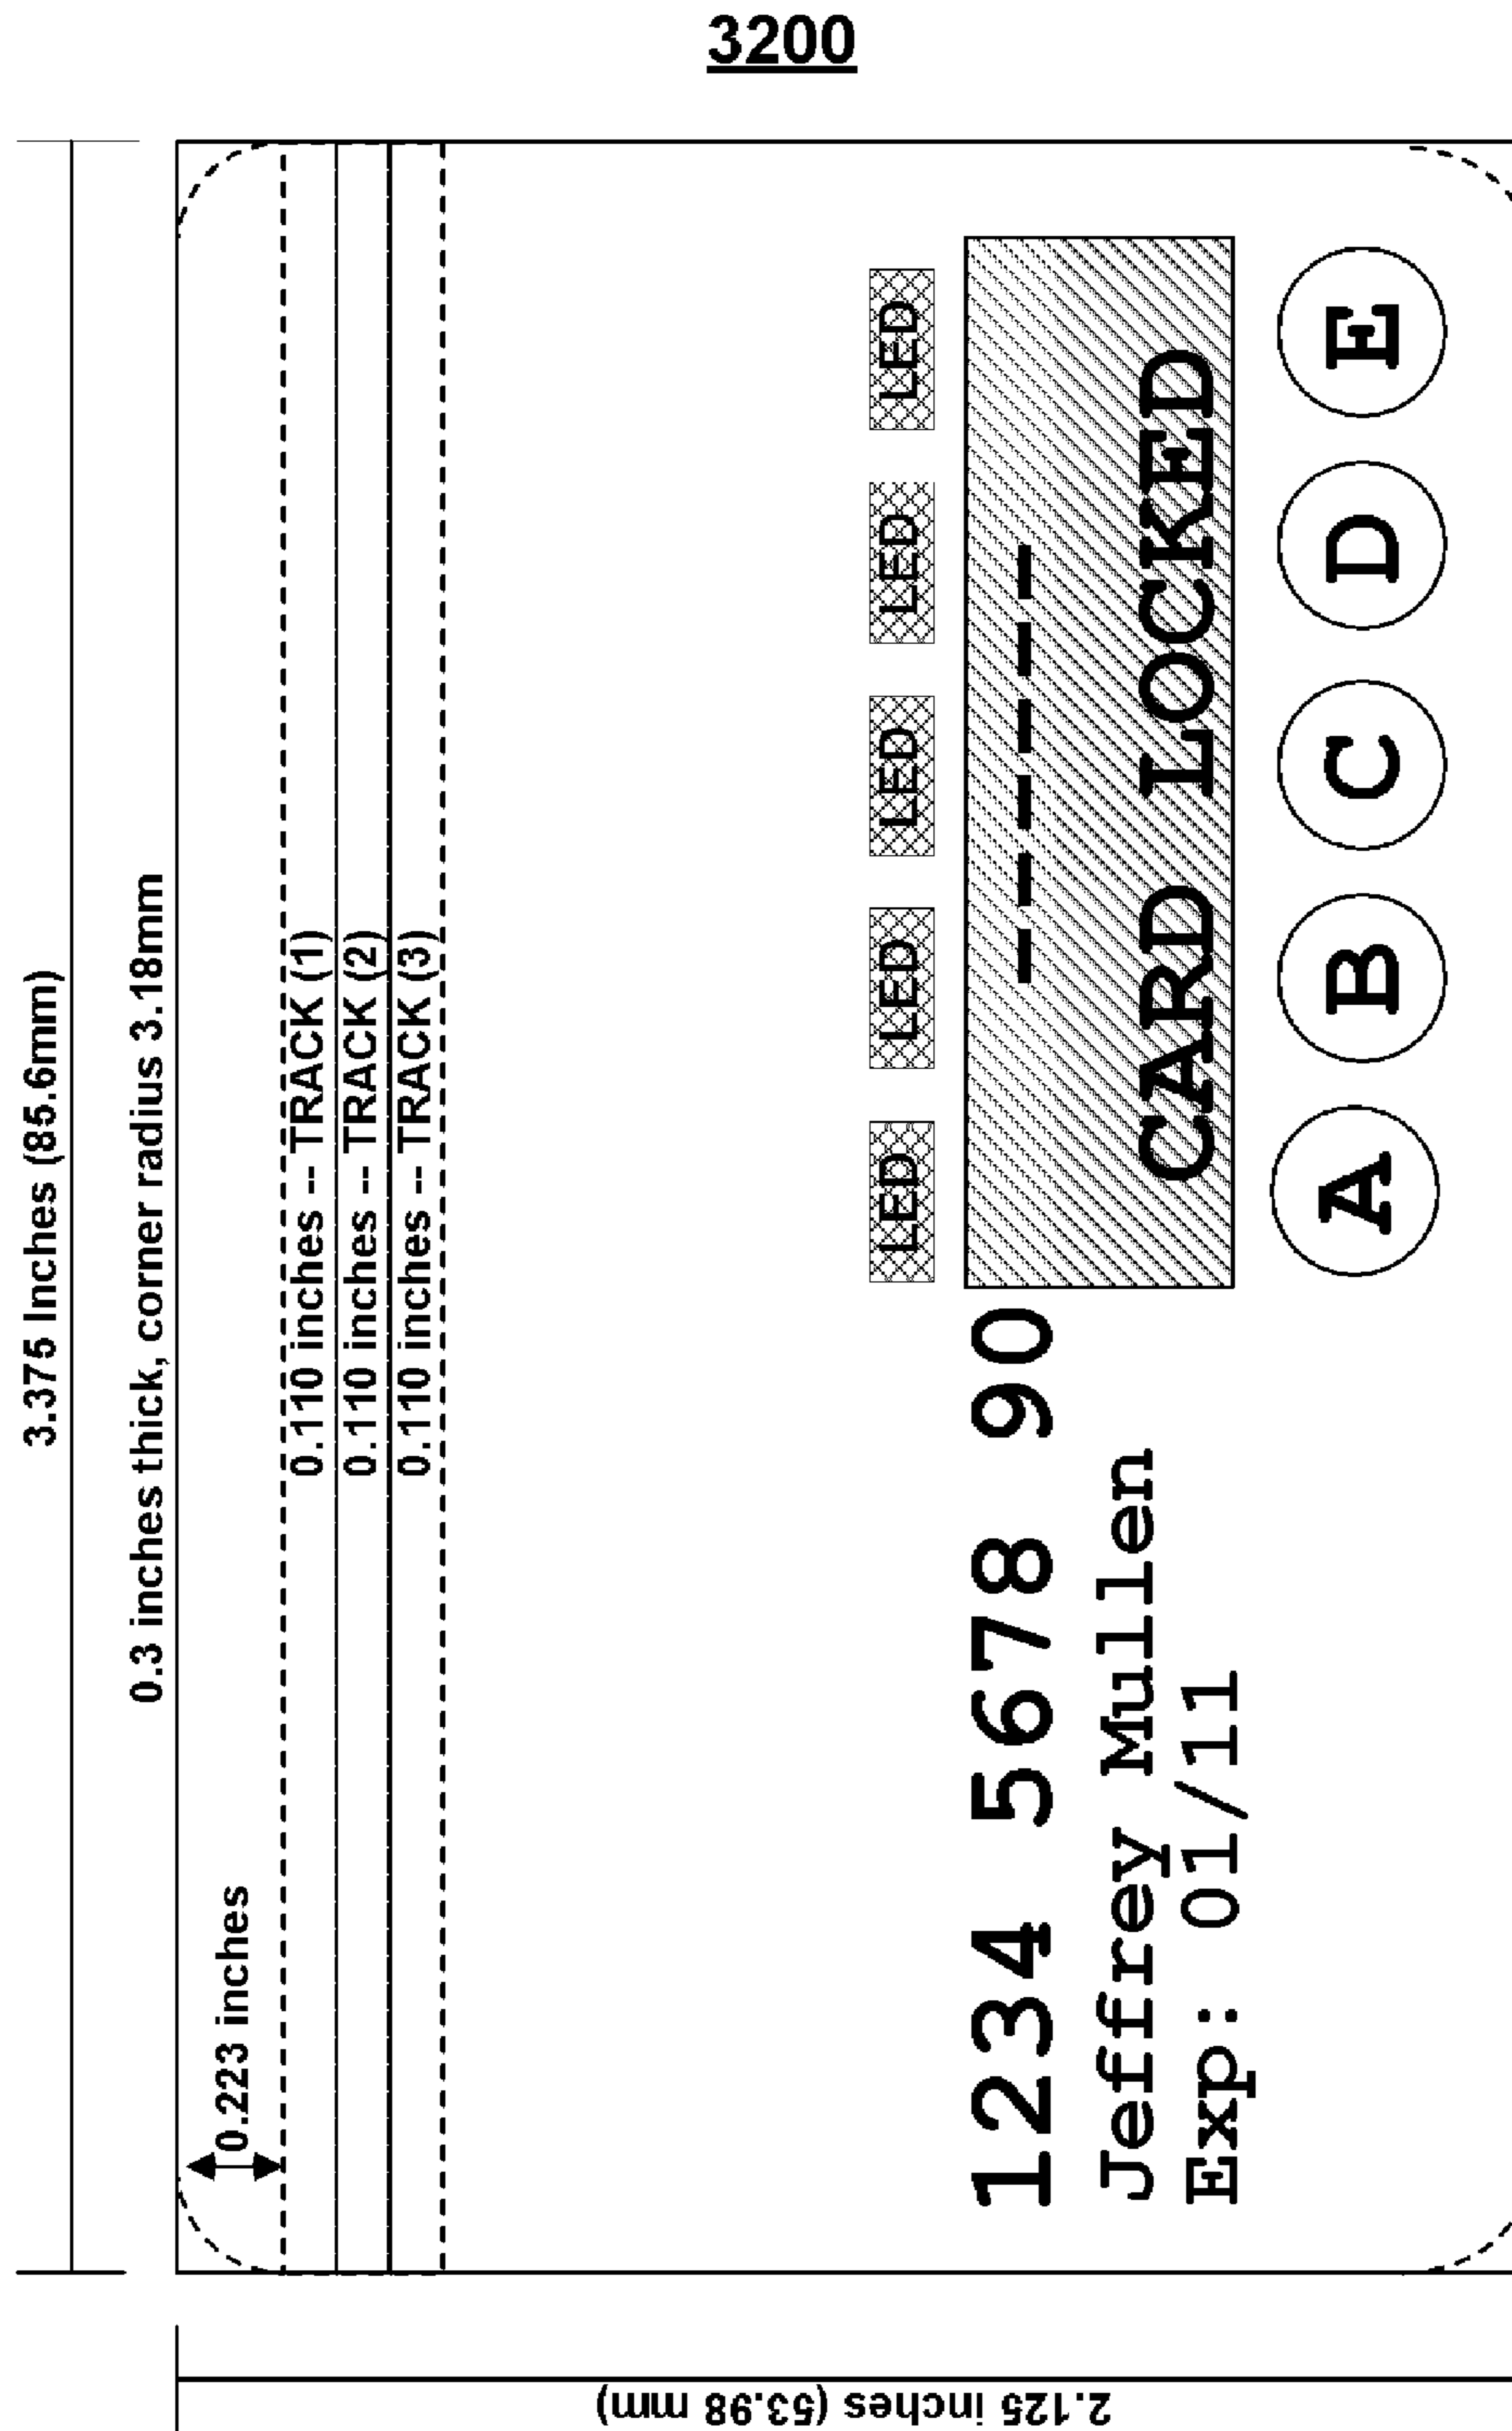 3200
3.375 Inches (85.6mm)
0.3 inches thick, corner radius 3.18mm
0.223 inches
0.110 inches -- TRACK (1)
0.110 inches -- TRACK (2)
0.110 inches -- TRACK (3)
LED LED LED LED LED
1234 5678 90 ------
Jeffrey Mullen
CARD LOCKED
Exp: 01/11
A B C D E
2.125 inches (53.98 mm)